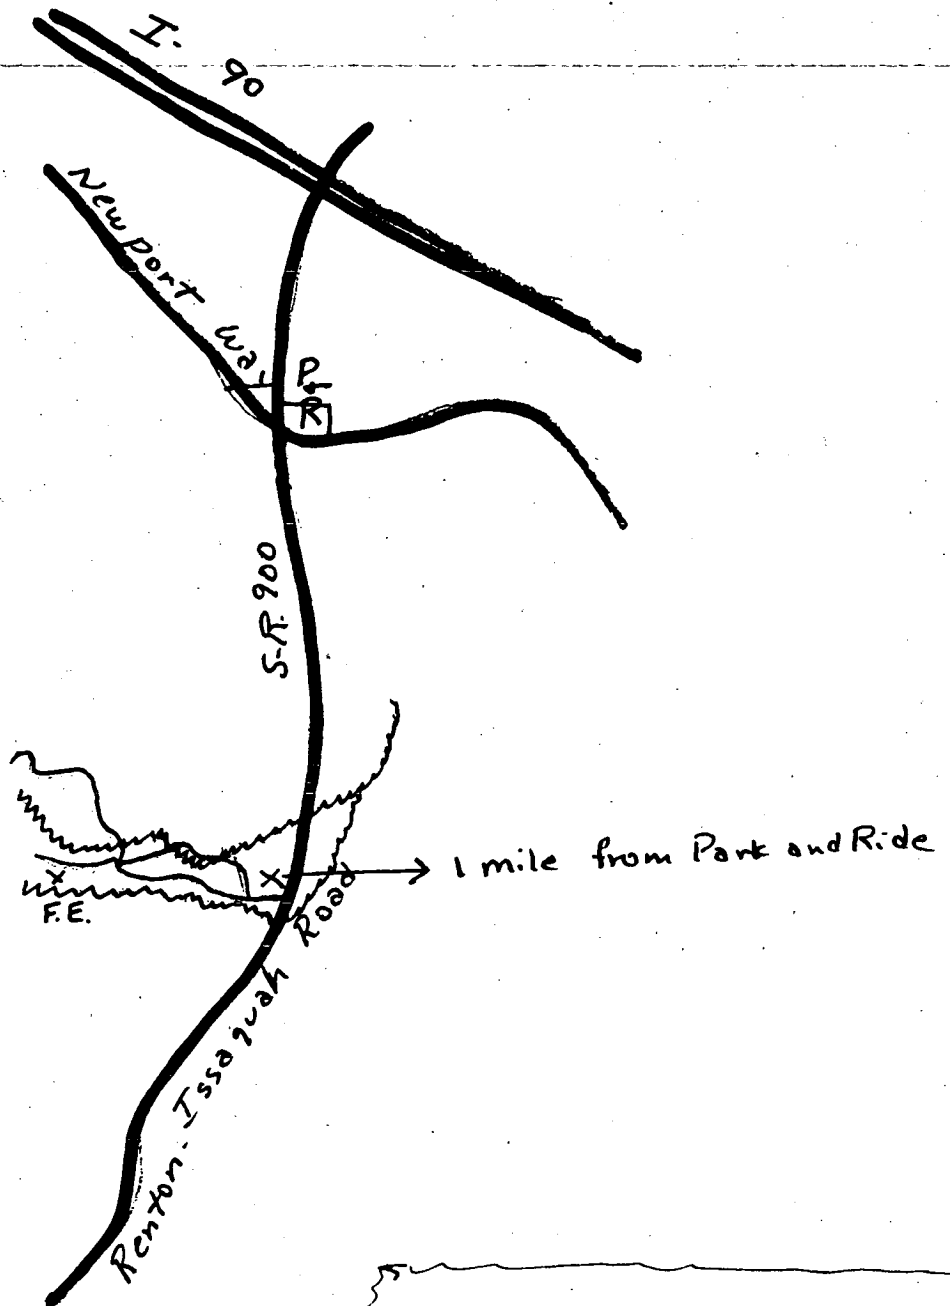 I-90
Newport Way
P
&
R
S.R. 900
X
X
1 mile from Park and Ride
F.E.
Renton-Issaquah Road